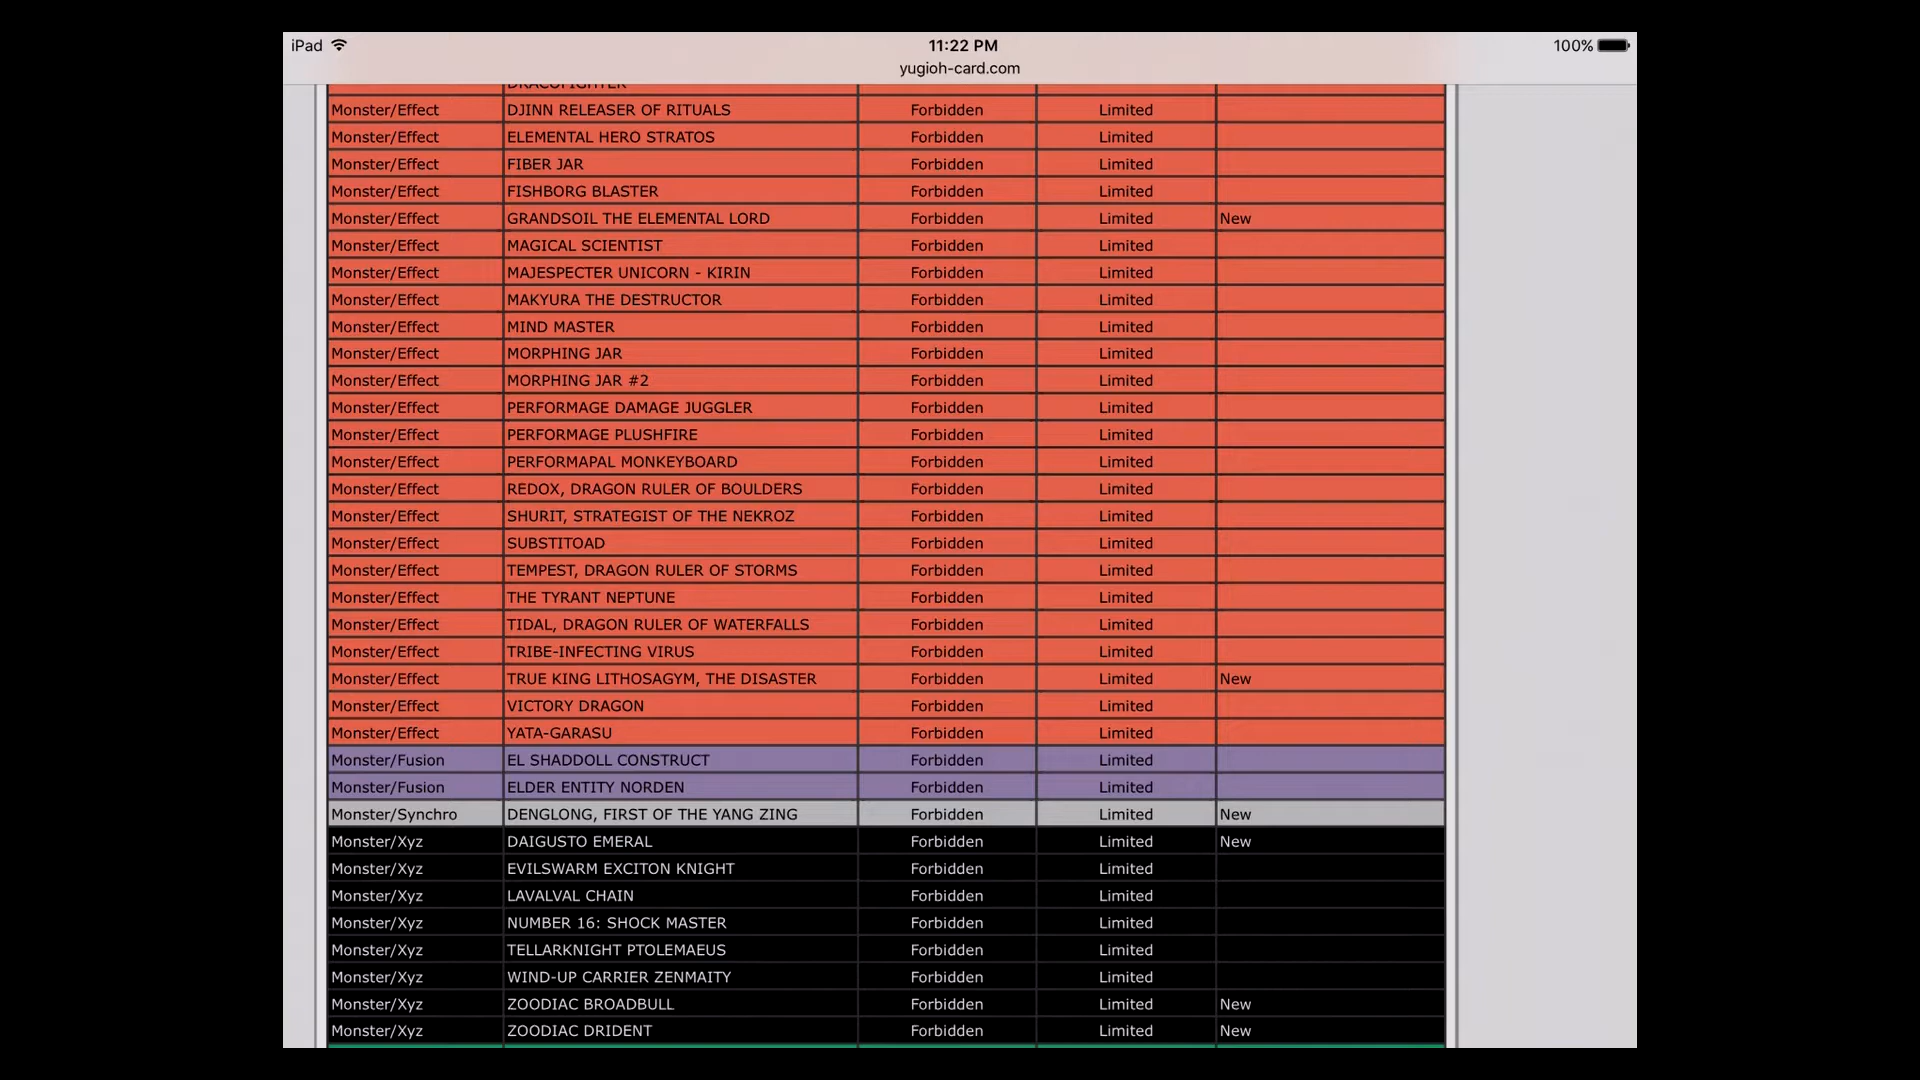 iPad 11:22 PM 100%
yugioh-card.com
DRACOFIGHTER
Monster/Effect DJINN RELEASER OF RITUALS Forbidden Limited
Monster/Effect ELEMENTAL HERO STRATOS Forbidden Limited
Monster/Effect FIBER JAR Forbidden Limited
Monster/Effect FISHBORG BLASTER Forbidden Limited
Monster/Effect GRANDSOIL THE ELEMENTAL LORD Forbidden Limited New
Monster/Effect MAGICAL SCIENTIST Forbidden Limited
Monster/Effect MAJESPECTER UNICORN - KIRIN Forbidden Limited
Monster/Effect MAKYURA THE DESTRUCTOR Forbidden Limited
Monster/Effect MIND MASTER Forbidden Limited
Monster/Effect MORPHING JAR Forbidden Limited
Monster/Effect MORPHING JAR #2 Forbidden Limited
Monster/Effect PERFORMAGE DAMAGE JUGGLER Forbidden Limited
Monster/Effect PERFORMAGE PLUSHFIRE Forbidden Limited
Monster/Effect PERFORMAPAL MONKEYBOARD Forbidden Limited
Monster/Effect REDOX, DRAGON RULER OF BOULDERS Forbidden Limited
Monster/Effect SHURIT, STRATEGIST OF THE NEKROZ Forbidden Limited
Monster/Effect SUBSTITOAD Forbidden Limited
Monster/Effect TEMPEST, DRAGON RULER OF STORMS Forbidden Limited
Monster/Effect THE TYRANT NEPTUNE Forbidden Limited
Monster/Effect TIDAL, DRAGON RULER OF WATERFALLS Forbidden Limited
Monster/Effect TRIBE-INFECTING VIRUS Forbidden Limited
Monster/Effect TRUE KING LITHOSAGYM, THE DISASTER Forbidden Limited New
Monster/Effect VICTORY DRAGON Forbidden Limited
Monster/Effect YATA-GARASU Forbidden Limited
Monster/Fusion EL SHADDOLL CONSTRUCT Forbidden Limited
Monster/Fusion ELDER ENTITY NORDEN Forbidden Limited
Monster/Synchro DENGLONG, FIRST OF THE YANG ZING Forbidden Limited New
Monster/Xyz DAIGUSTO EMERAL Forbidden Limited New
Monster/Xyz EVILSWARM EXCITON KNIGHT Forbidden Limited
Monster/Xyz LAVALVAL CHAIN Forbidden Limited
Monster/Xyz NUMBER 16: SHOCK MASTER Forbidden Limited
Monster/Xyz TELLARKNIGHT PTOLEMAEUS Forbidden Limited
Monster/Xyz WIND-UP CARRIER ZENMAITY Forbidden Limited
Monster/Xyz ZOODIAC BROADBULL Forbidden Limited New
Monster/Xyz ZOODIAC DRIDENT Forbidden Limited New